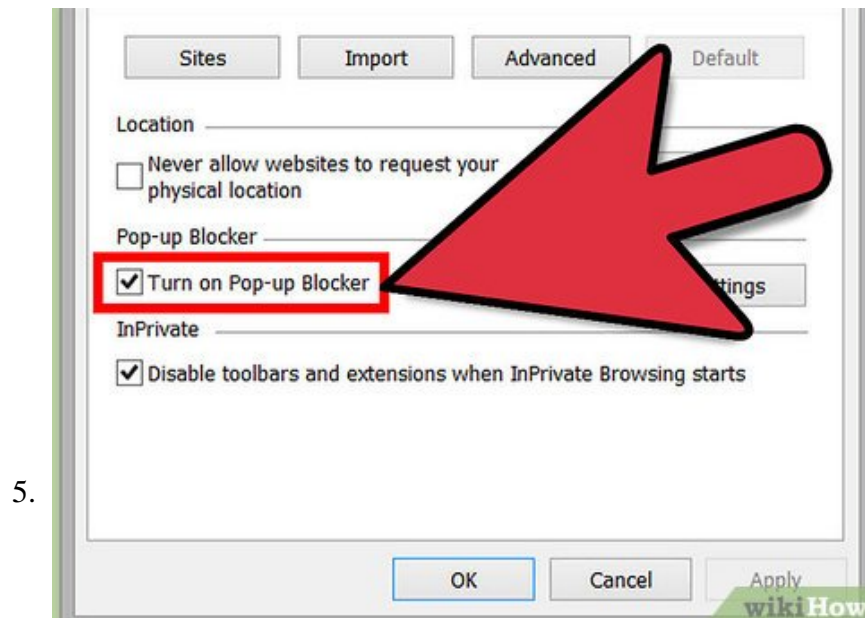 Sites Import Advanced Default
Location
Never allow websites to request your
physical location
Pop-up Blocker
Turn on Pop-up Blocker
InPrivate
Disable toolbars and extensions when InPrivate Browsing starts
5.
OK Cancel Apply
wikiHow